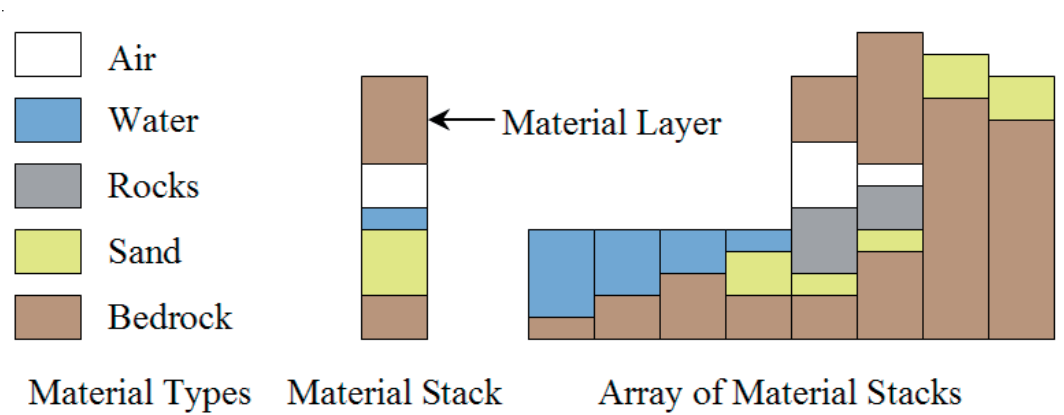 Air
Water
Rocks
Sand
Bedrock
Material Layer
Material Types
Material Stack
Array of Material Stacks